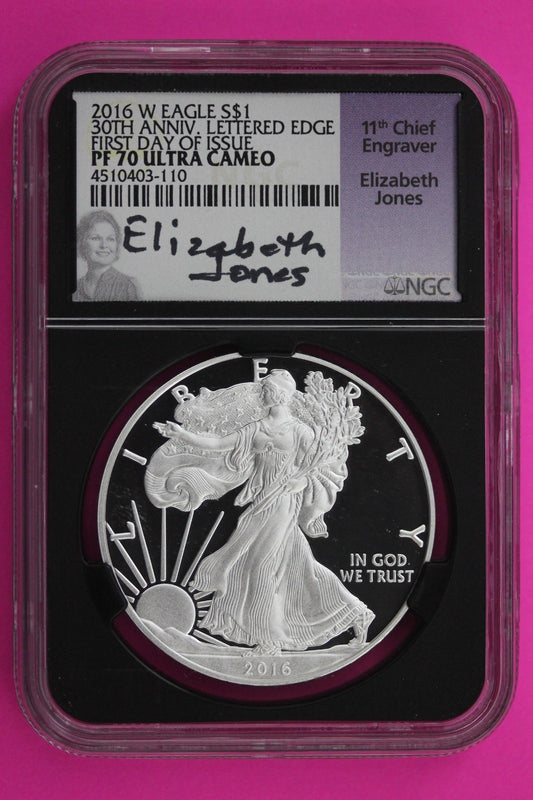 2016 W EAGLE S$1
30TH ANNIV. LETTERED EDGE
FIRST DAY OF ISSUE
PF 70 ULTRA CAMEO
4510403-110
NGC
Elizabeth
Jones
11th Chief
Engraver
Elizabeth
Jones
NGC
LIBERTY
IN GOD
WE TRUST
2016